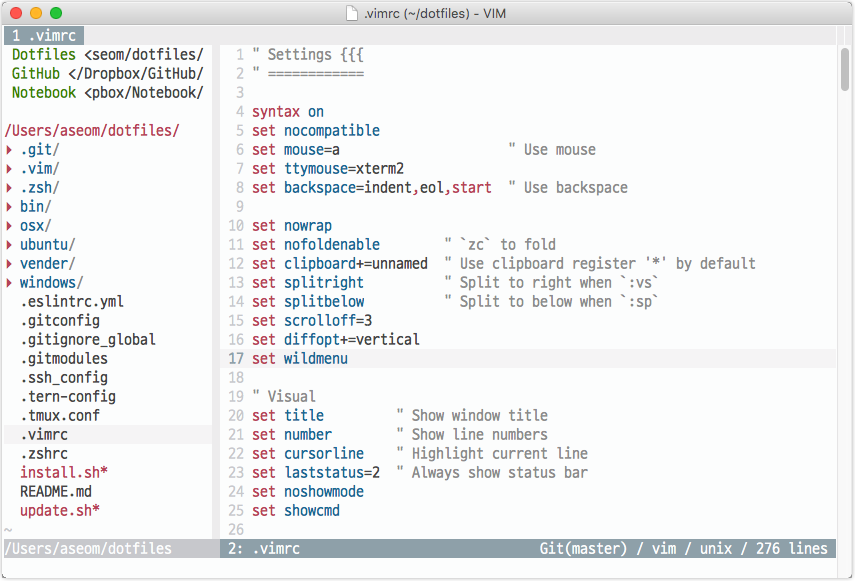 .vimrc (~/dotfiles) - VIM
1 .vimrc
Dotfiles <seom/dotfiles/
GitHub </Dropbox/GitHub/
Notebook <pbox/Notebook/
/Users/aseom/dotfiles/
▸ .git/
▸ .vim/
▸ .zsh/
▸ bin/
▸ osx/
▸ ubuntu/
▸ vender/
▸ windows/
.eslintrc.yml
.gitconfig
.gitignore_global
.gitmodules
.ssh_config
.tern-config
.tmux.conf
.vimrc
.zshrc
install.sh*
README.md
update.sh*
~
/Users/aseom/dotfiles
1 " Settings {{{
2 " ============
3
4 syntax on
5 set nocompatible
6 set mouse=a " Use mouse
7 set ttymouse=xterm2
8 set backspace=indent,eol,start " Use backspace
9
10 set nowrap
11 set nofoldenable " `zc` to fold
12 set clipboard+=unnamed " Use clipboard register '*' by default
13 set splitright " Split to right when `:vs`
14 set splitbelow " Split to below when `:sp`
15 set scrolloff=3
16 set diffopt+=vertical
17 set wildmenu
18
19 " Visual
20 set title " Show window title
21 set number " Show line numbers
22 set cursorline " Highlight current line
23 set laststatus=2 " Always show status bar
24 set noshowmode
25 set showcmd
26
2: .vimrc Git(master) / vim / unix / 276 lines